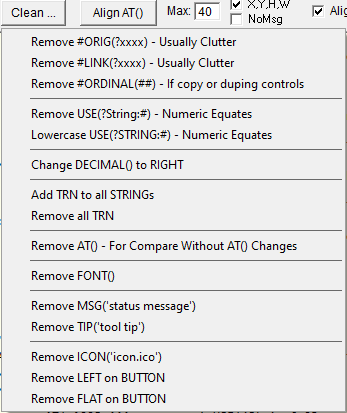 Clean ...
Align AT()
Max: 40
X,Y,H,W
NoMsg
Remove #ORIG(?xxxx) - Usually Clutter
Remove #LINK(?xxxx) - Usually Clutter
Remove #ORDINAL(##) - If copy or duping controls
Remove USE(?String:#) - Numeric Equates
Lowercase USE(?STRING:#) - Numeric Equates
Change DECIMAL() to RIGHT
Add TRN to all STRINGs
Remove all TRN
Remove AT() - For Compare Without AT() Changes
Remove FONT()
Remove MSG('status message')
Remove TIP('tool tip')
Remove ICON('icon.ico')
Remove LEFT on BUTTON
Remove FLAT on BUTTON